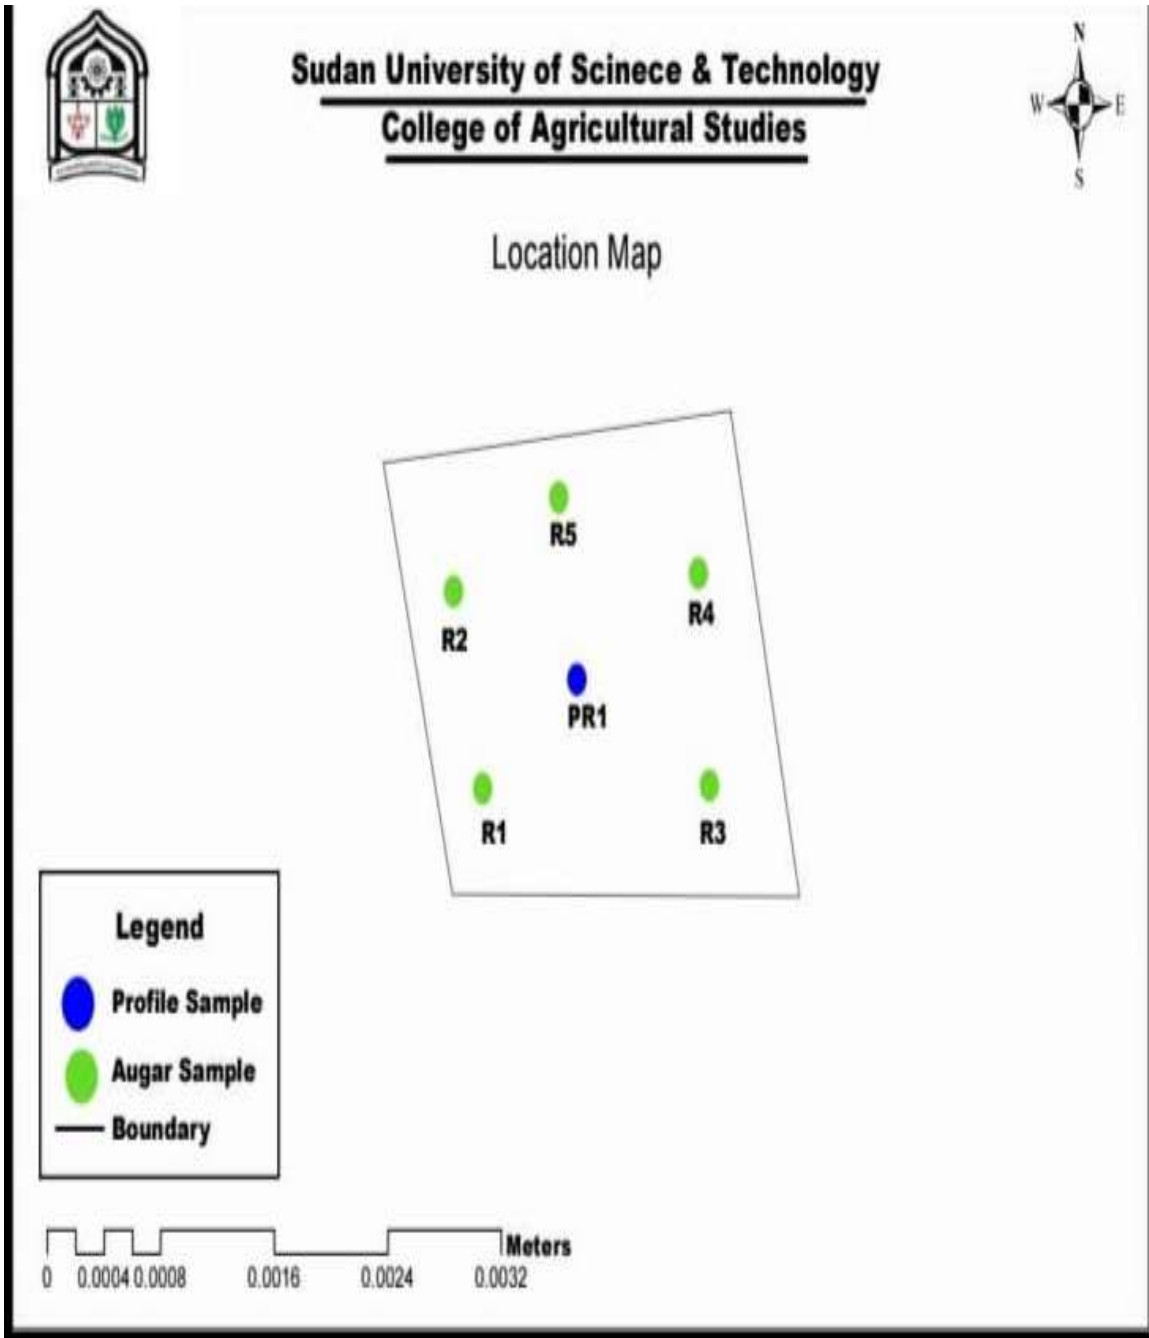 Sudan University of Scinece & Technology
College of Agricultural Studies
N
W E
S
Location Map
R5
R4
R2
PR1
R1
R3
Legend
Profile Sample
Augar Sample
Boundary
Meters
0 0.0004 0.0008 0.0016 0.0024 0.0032